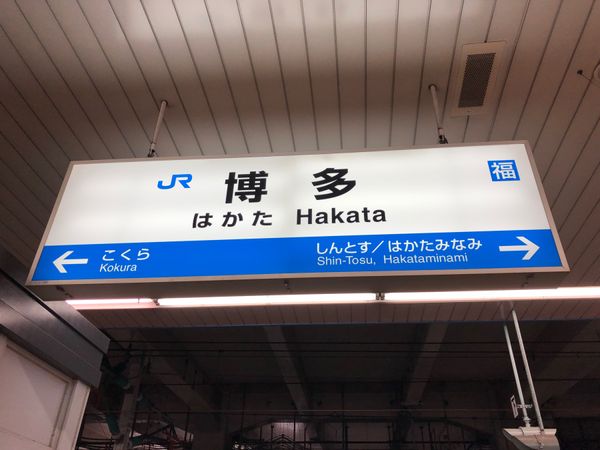 JR 博多 福
はかた Hakata
こくら
Kokura
しんとす／はかたみなみ
Shin-Tosu, Hakataminami